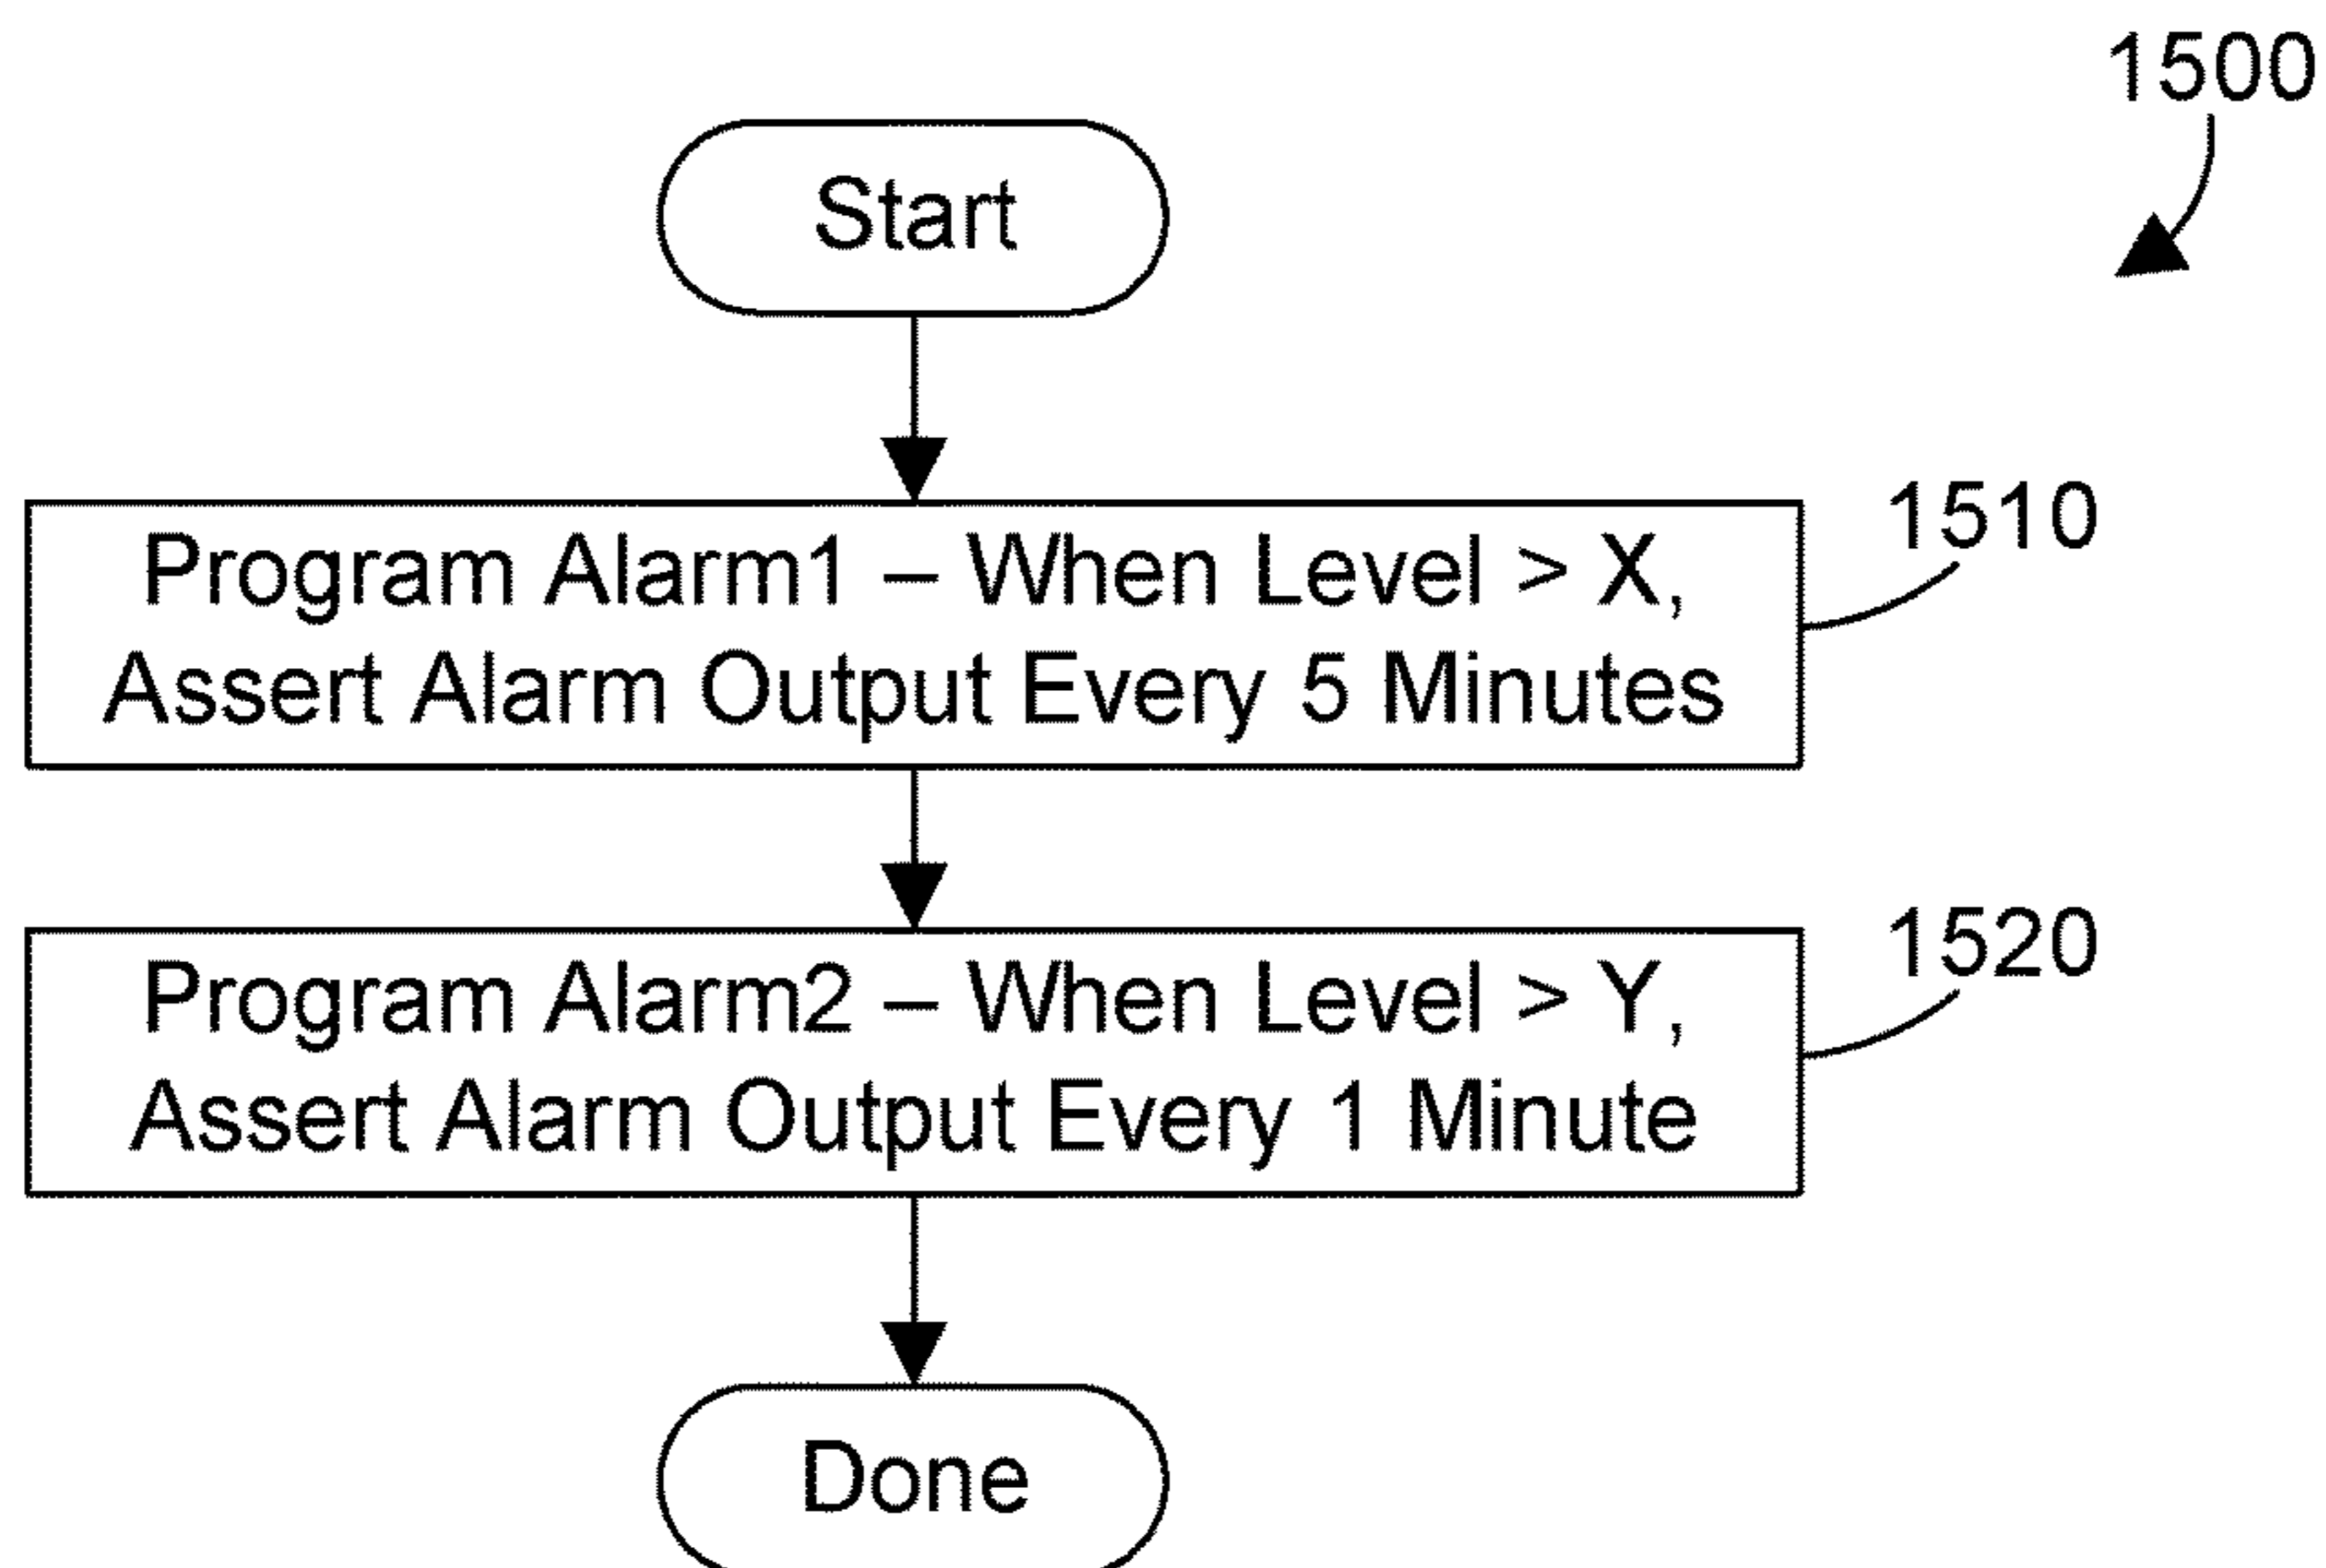 1500
Start
Program Alarm1 – When Level > X,
Assert Alarm Output Every 5 Minutes
1510
Program Alarm2 – When Level > Y,
Assert Alarm Output Every 1 Minute
1520
Done